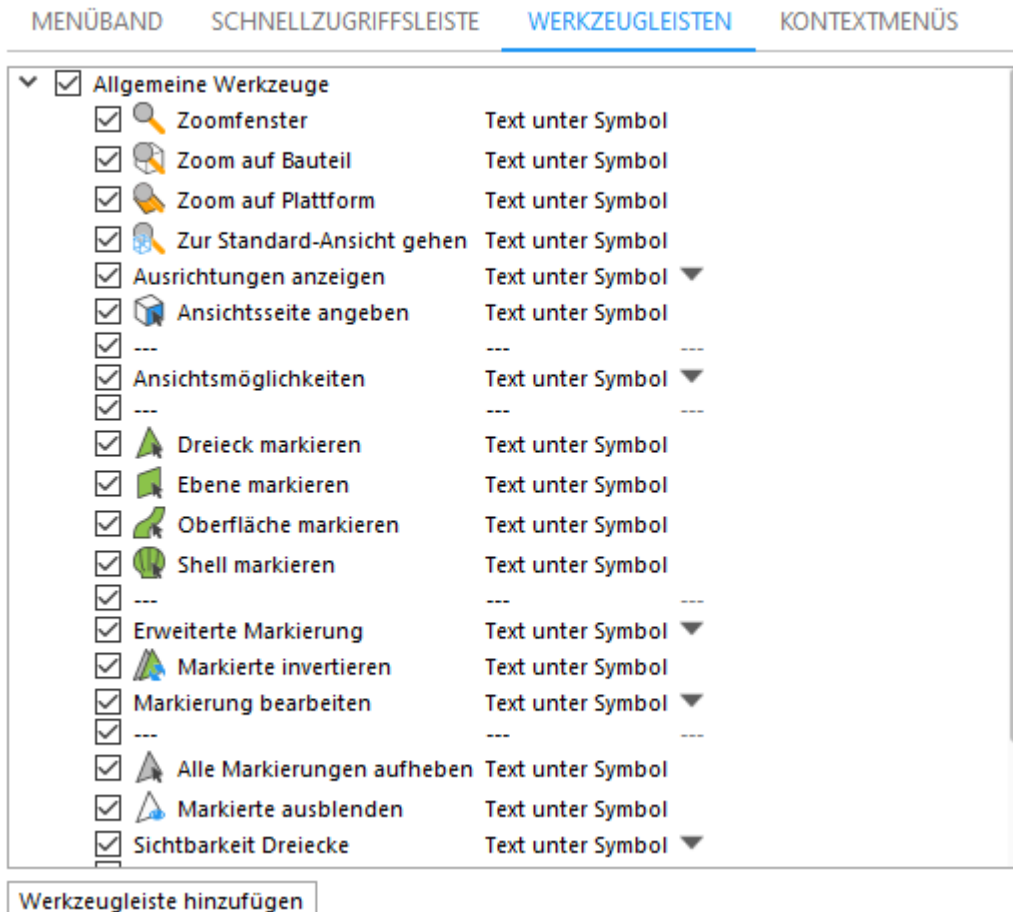 MENÜBAND SCHNELLZUGRIFFSLEISTE WERKZEUGLEISTEN KONTEXTMENÜS
Allgemeine Werkzeuge
Zoomfenster Text unter Symbol
Zoom auf Bauteil Text unter Symbol
Zoom auf Plattform Text unter Symbol
Zur Standard-Ansicht gehen Text unter Symbol
Ausrichtungen anzeigen Text unter Symbol
Ansichtsseite angeben Text unter Symbol
--- --- ---
Ansichtsmöglichkeiten Text unter Symbol
--- --- ---
Dreieck markieren Text unter Symbol
Ebene markieren Text unter Symbol
Oberfläche markieren Text unter Symbol
Shell markieren Text unter Symbol
--- --- ---
Erweiterte Markierung Text unter Symbol
Markierte invertieren Text unter Symbol
Markierung bearbeiten Text unter Symbol
--- --- ---
Alle Markierungen aufheben Text unter Symbol
Markierte ausblenden Text unter Symbol
Sichtbarkeit Dreiecke Text unter Symbol
Werkzeugleiste hinzufügen